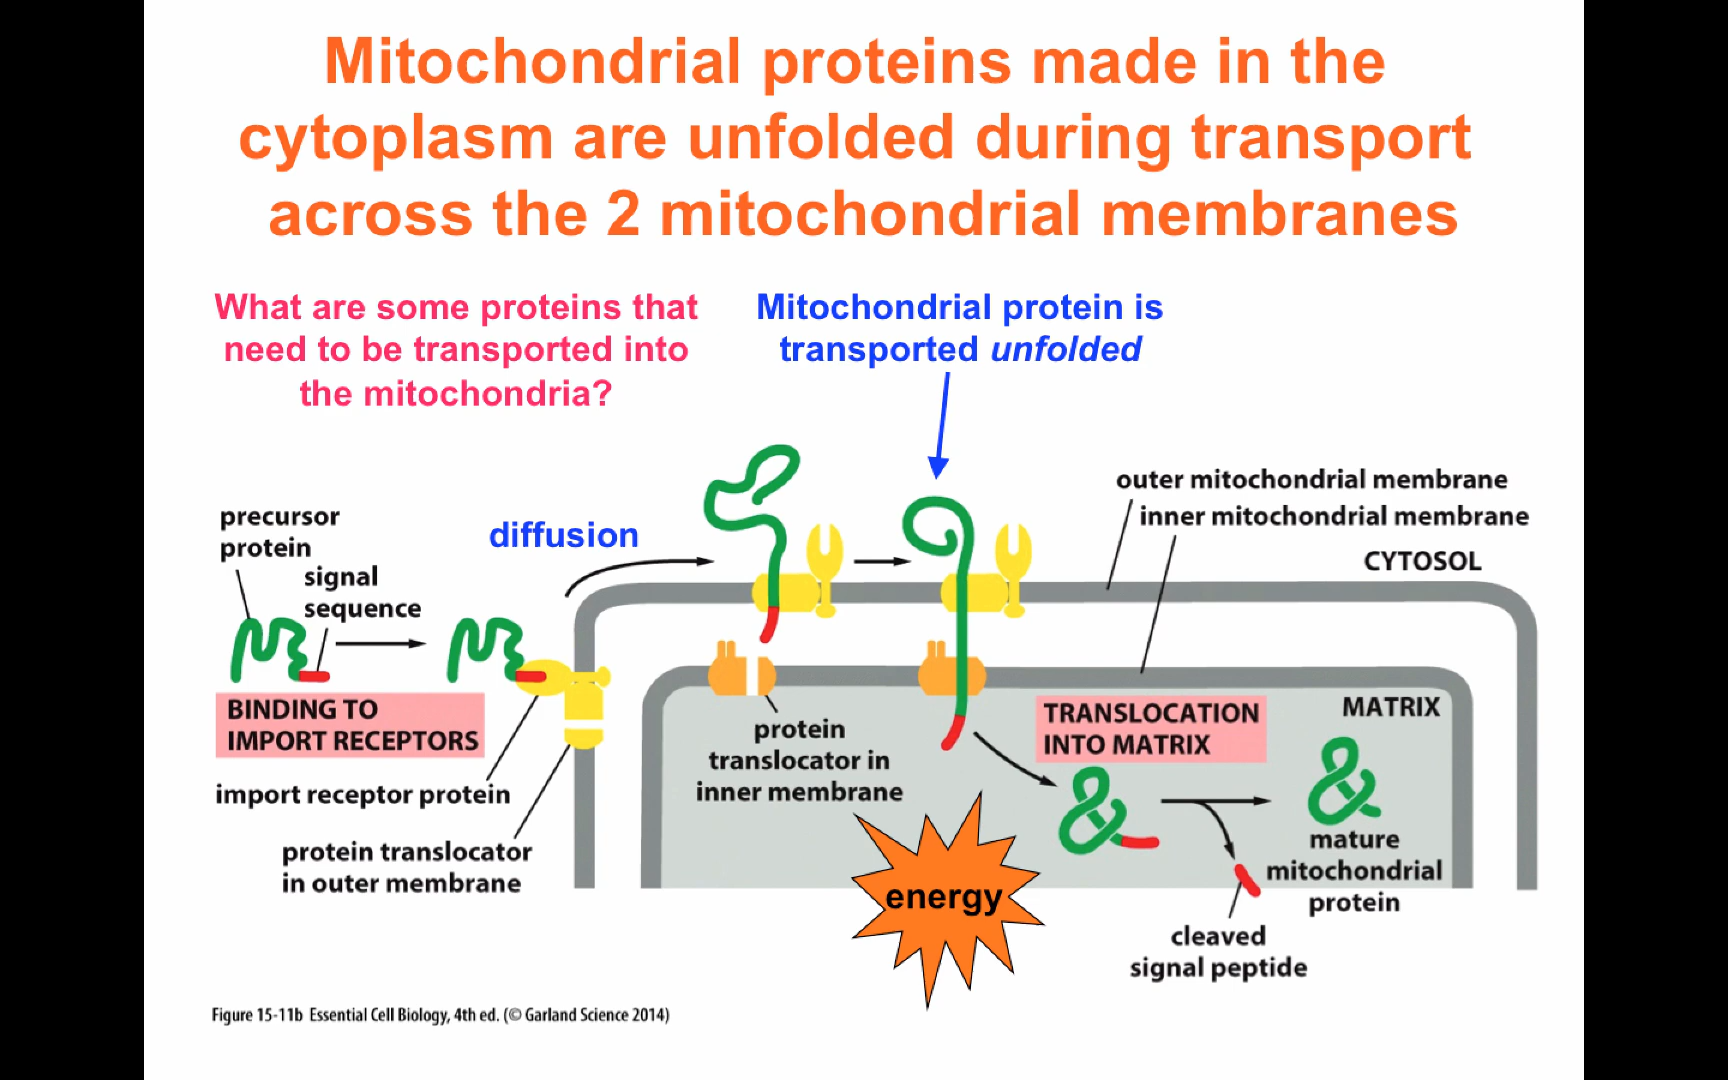 Mitochondrial proteins made in the
cytoplasm are unfolded during transport
across the 2 mitochondrial membranes
What are some proteins that
need to be transported into
the mitochondria?
Mitochondrial protein is
transported unfolded
precursor
protein
signal
sequence
diffusion
outer mitochondrial membrane
inner mitochondrial membrane
CYTOSOL
BINDING TO
IMPORT RECEPTORS
import receptor protein
protein translocator
in outer membrane
protein
translocator in
inner membrane
TRANSLOCATION
INTO MATRIX
MATRIX
energy
mature
mitochondrial
protein
cleaved
signal peptide
Figure 15-11b Essential Cell Biology, 4th ed. (© Garland Science 2014)